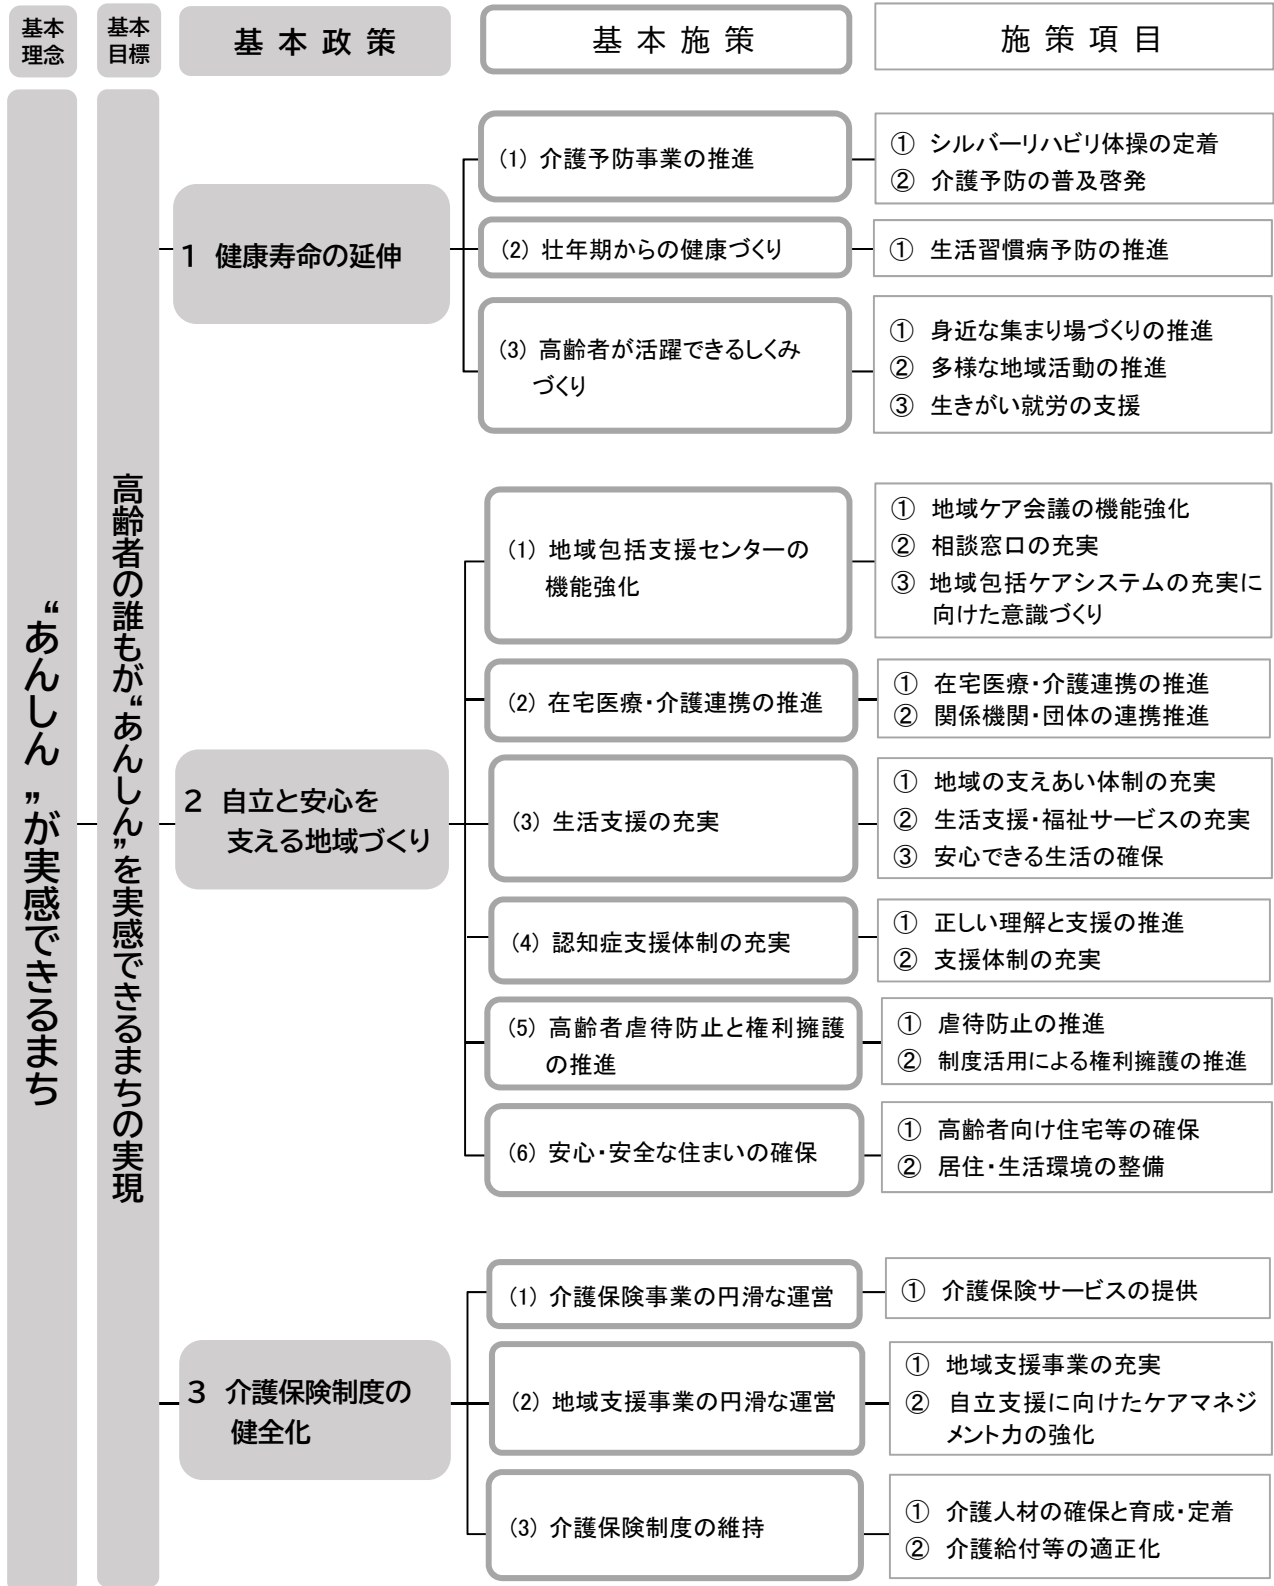 基本
理念
基本
目標
基本政策
基本施策
施策項目
“あんしん”が実感できるまち
高齢者の誰もが“あんしん”を実感できるまちの実現
1 健康寿命の延伸
(1) 介護予防事業の推進
① シルバーリハビリ体操の定着
② 介護予防の普及啓発
(2) 壮年期からの健康づくり
① 生活習慣病予防の推進
(3) 高齢者が活躍できるしくみ
づくり
① 身近な集まり場づくりの推進
② 多様な地域活動の推進
③ 生きがい就労の支援
2 自立と安心を
支える地域づくり
(1) 地域包括支援センターの
機能強化
① 地域ケア会議の機能強化
② 相談窓口の充実
③ 地域包括ケアシステムの充実に
向けた意識づくり
(2) 在宅医療・介護連携の推進
① 在宅医療・介護連携の推進
② 関係機関・団体の連携推進
(3) 生活支援の充実
① 地域の支えあい体制の充実
② 生活支援・福祉サービスの充実
③ 安心できる生活の確保
(4) 認知症支援体制の充実
① 正しい理解と支援の推進
② 支援体制の充実
(5) 高齢者虐待防止と権利擁護
の推進
① 虐待防止の推進
② 制度活用による権利擁護の推進
(6) 安心・安全な住まいの確保
① 高齢者向け住宅等の確保
② 居住・生活環境の整備
3 介護保険制度の
健全化
(1) 介護保険事業の円滑な運営
① 介護保険サービスの提供
(2) 地域支援事業の円滑な運営
① 地域支援事業の充実
② 自立支援に向けたケアマネジ
メント力の強化
(3) 介護保険制度の維持
① 介護人材の確保と育成・定着
② 介護給付等の適正化